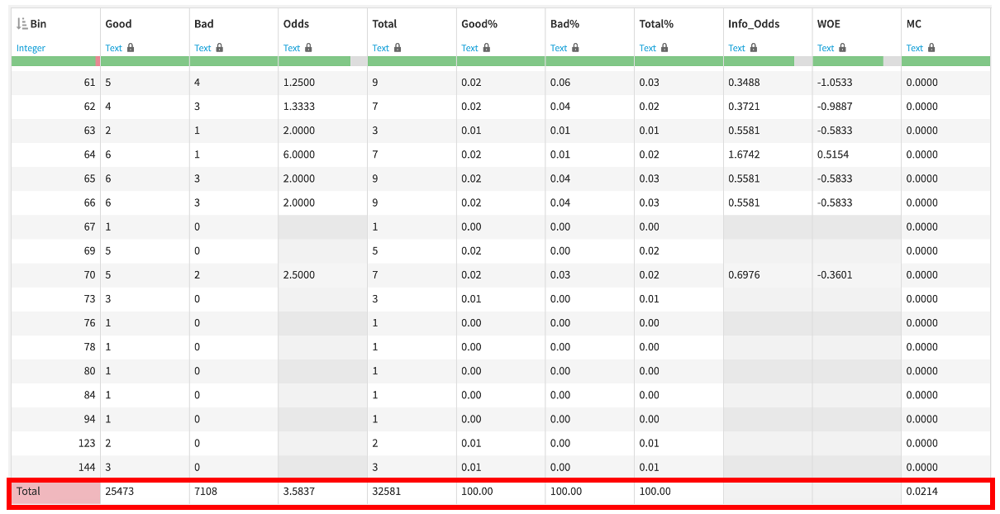 Bin Good Bad Odds Total Good% Bad% Total% Info_Odds WOE MC
Integer Text Text Text Text Text Text Text Text Text Text
61 5 4 1.2500 9 0.02 0.06 0.03 0.3488 -1.0533 0.0000
62 4 3 1.3333 7 0.02 0.04 0.02 0.3721 -0.9887 0.0000
63 2 1 2.0000 3 0.01 0.01 0.01 0.5581 -0.5833 0.0000
64 6 1 6.0000 7 0.02 0.01 0.02 1.6742 0.5154 0.0000
65 6 3 2.0000 9 0.02 0.04 0.03 0.5581 -0.5833 0.0000
66 6 3 2.0000 9 0.02 0.04 0.03 0.5581 -0.5833 0.0000
67 1 0 1 0.00 0.00 0.00 0.0000
69 5 0 5 0.02 0.00 0.02 0.0000
70 5 2 2.5000 7 0.02 0.03 0.02 0.6976 -0.3601 0.0000
73 3 0 3 0.01 0.00 0.01 0.0000
76 1 0 1 0.00 0.00 0.00 0.0000
78 1 0 1 0.00 0.00 0.00 0.0000
80 1 0 1 0.00 0.00 0.00 0.0000
84 1 0 1 0.00 0.00 0.00 0.0000
94 1 0 1 0.00 0.00 0.00 0.0000
123 2 0 2 0.01 0.00 0.01 0.0000
144 3 0 3 0.01 0.00 0.01 0.0000
Total 25473 7108 3.5837 32581 100.00 100.00 100.00 0.0214